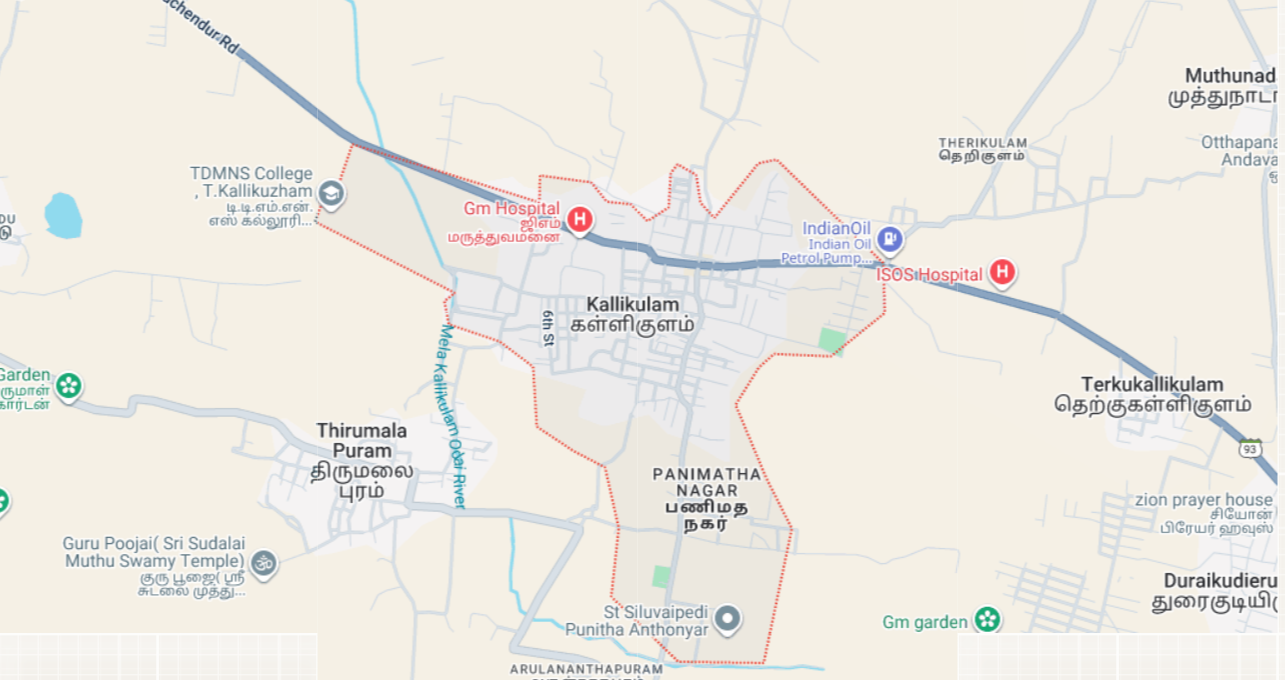 chendur Rd
Muthunad
முத்துநாடா
THERIKULAM
தெறிகுளம்
Otthapana
Andava
TDMNS College
, T.Kallikuzham
டி.டி.எம்.என்.
எஸ் கல்லூரி...
Gm Hospital
ஜிஎம்
மருத்துவமனை
IndianOil
Indian Oil
Petrol Pump...
ISOS Hospital
Kallikulam
கள்ளிகுளம்
6th St
Mela Kallikulam Odai River
Garden
ருமாள்
கார்டன்
Terkukallikulam
தெற்குகள்ளிகுளம்
93
Thirumala
Puram
திருமலை
புரம்
PANIMATHA
NAGAR
பணிமத
நகர்
zion prayer house
சியோன்
பிரேயர் ஹவுஸ்
Guru Poojai( Sri Sudalai
Muthu Swamy Temple)
குரு பூஜை( ஸ்ரீ
சுடலை முத்து...
Duraikudieru
துரைகுடியிரு
St Siluvaipedi
Punitha Anthonyar
Gm garden
ARULANANTHAPURAM